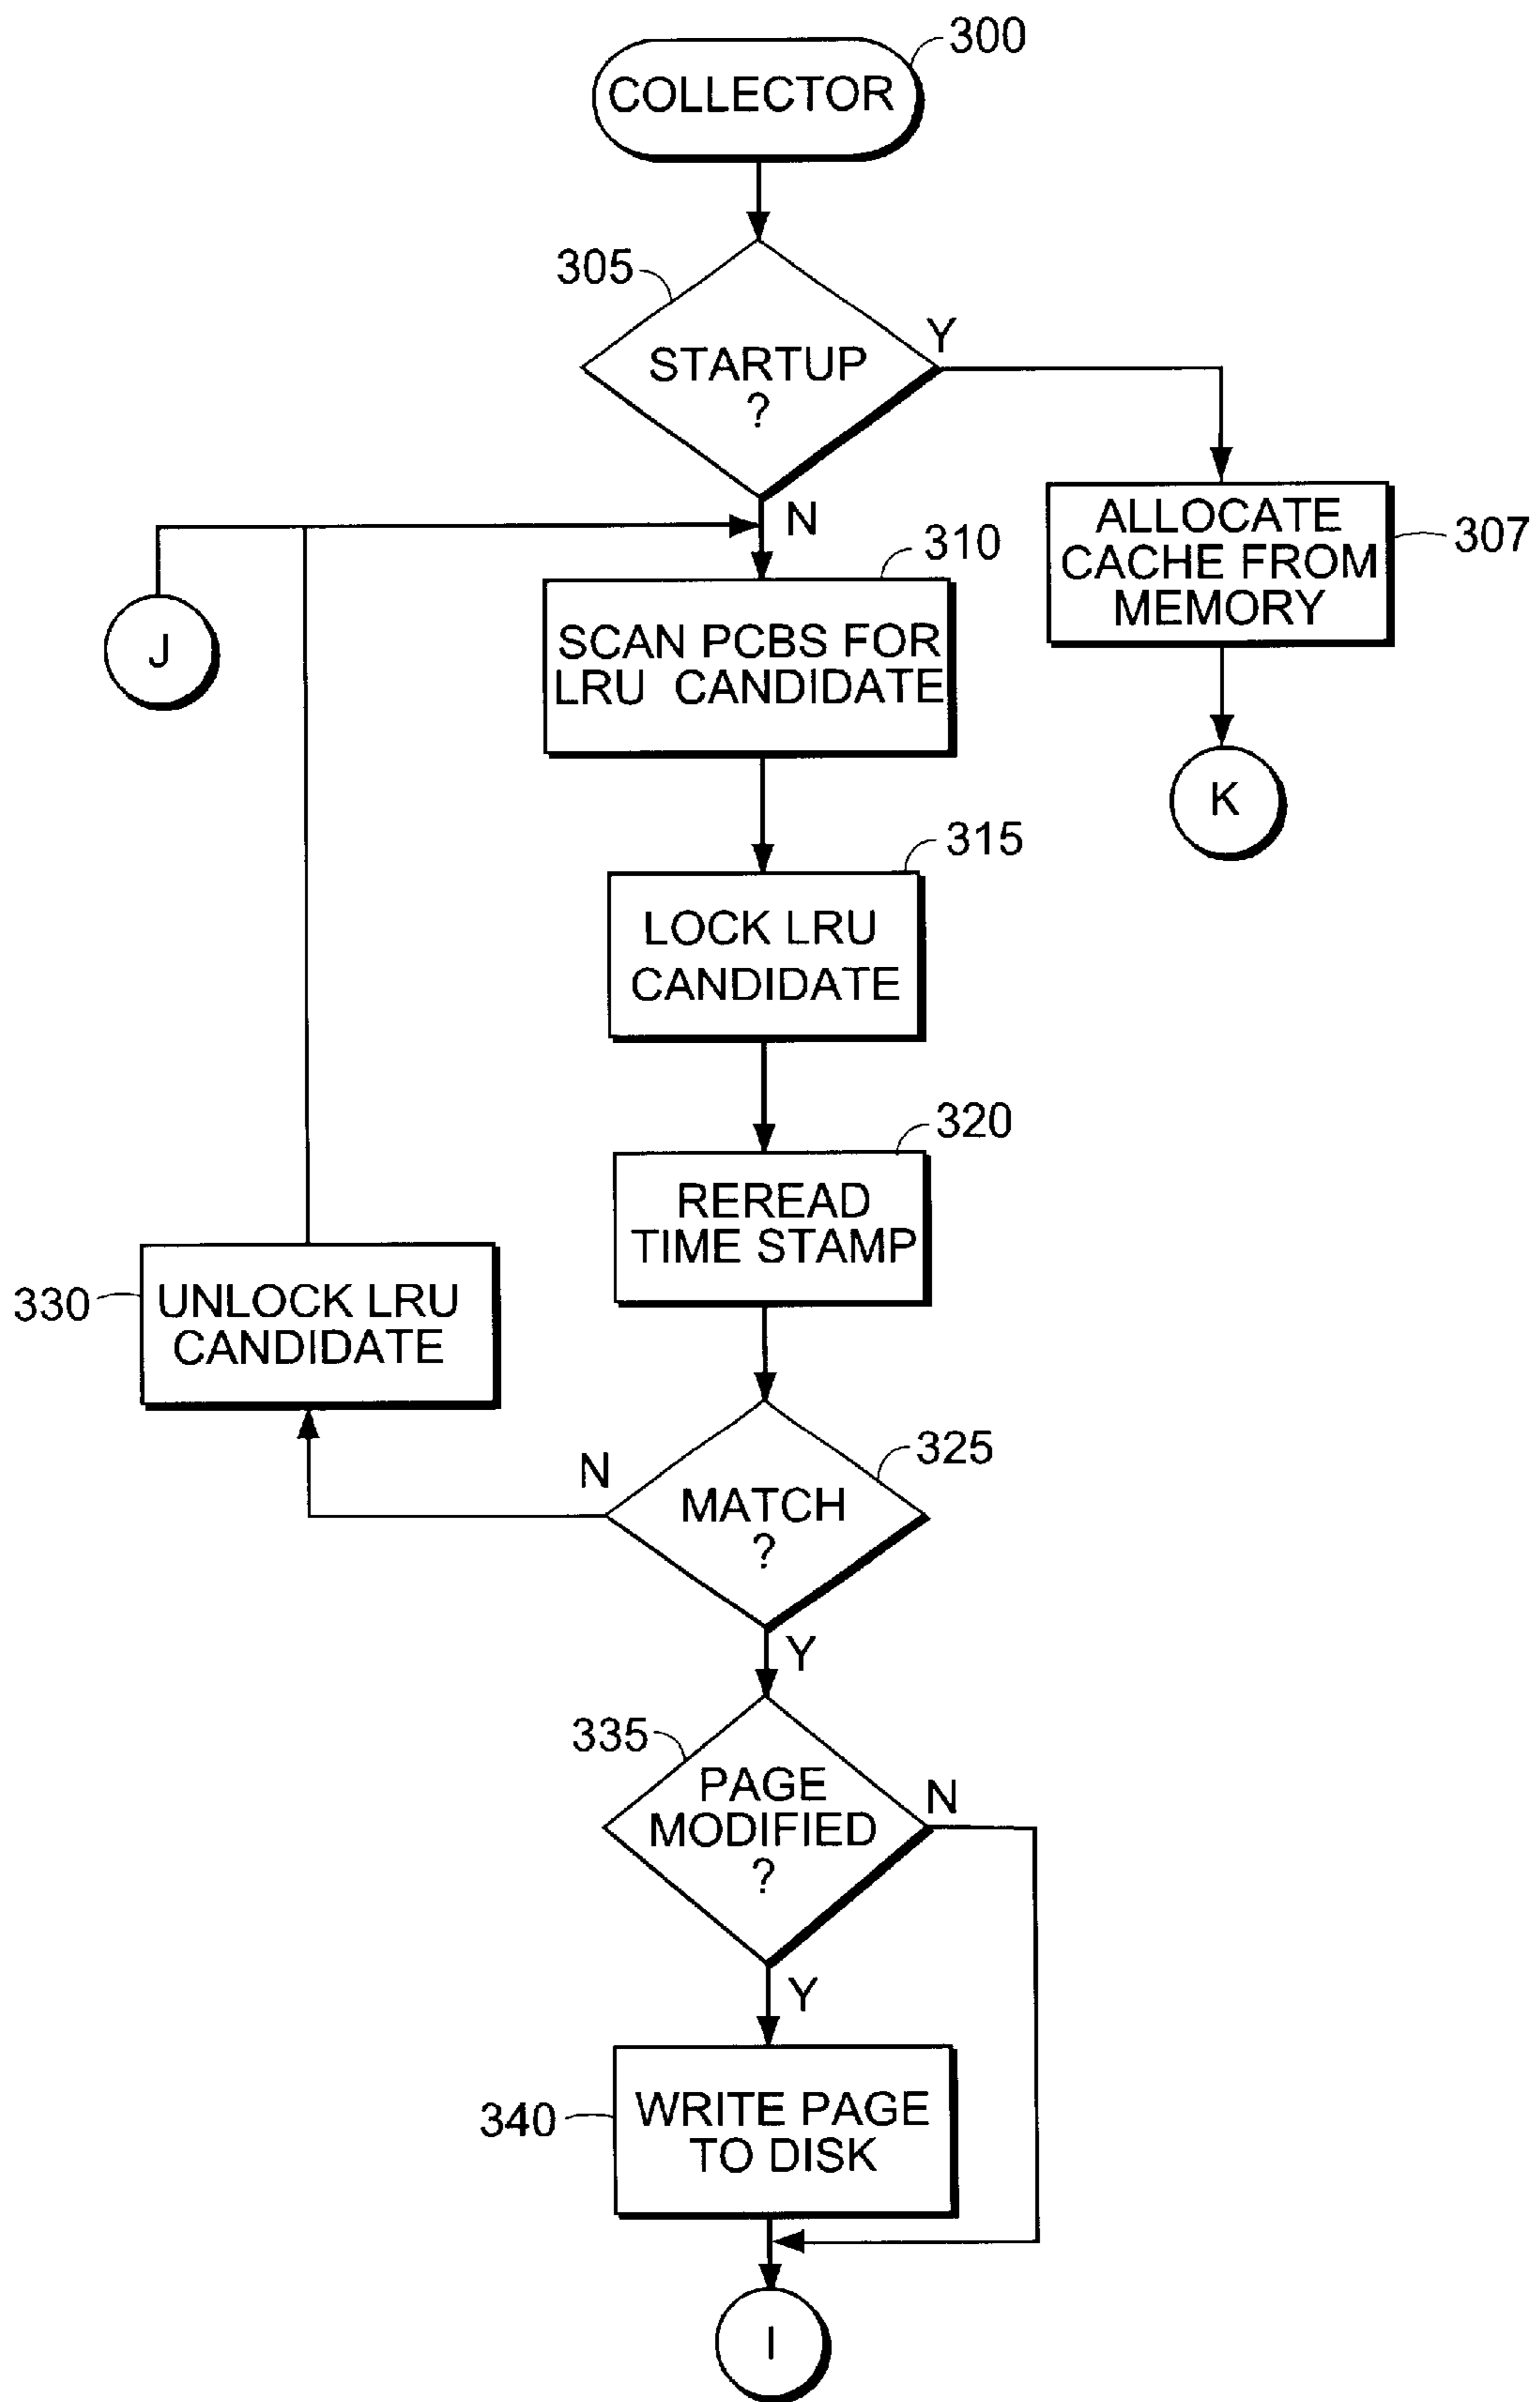 300
COLLECTOR
305
STARTUP
?
Y
N
ALLOCATE
CACHE FROM
MEMORY
307
J
310
SCAN PCBS FOR
LRU CANDIDATE
K
315
LOCK LRU
CANDIDATE
320
REREAD
TIME STAMP
330
UNLOCK LRU
CANDIDATE
325
N
MATCH
?
Y
335
PAGE
MODIFIED
?
N
Y
340
WRITE PAGE
TO DISK
I